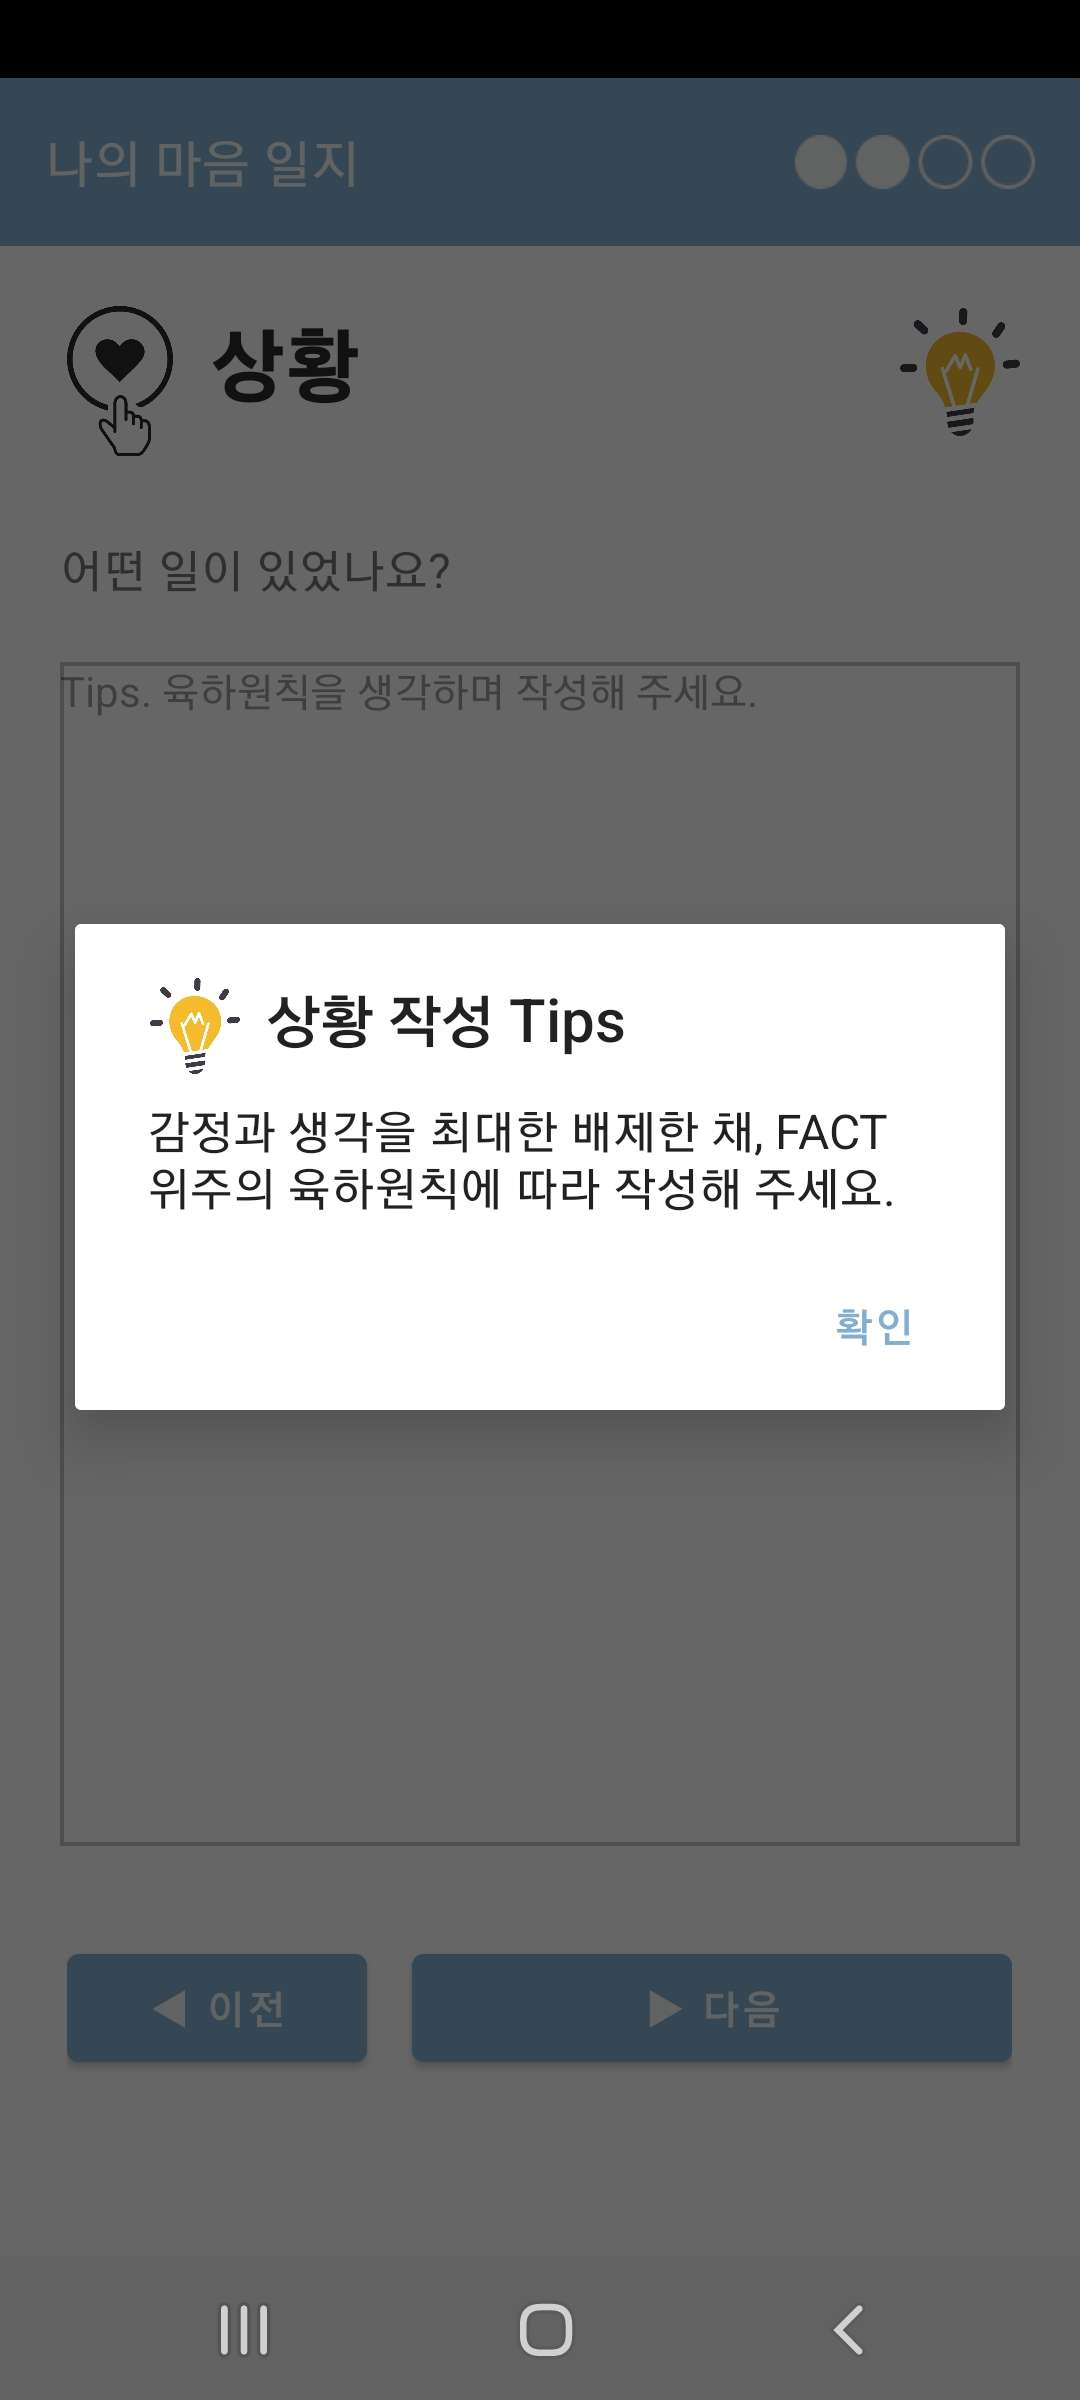 나의 마음 일지
상황
어떤 일이 있었나요?
Tips. 육하원칙을 생각하며 작성해 주세요.
상황 작성 Tips
감정과 생각을 최대한 배제한 채, FACT
위주의 육하원칙에 따라 작성해 주세요.
확인
◀ 이전
▶ 다음